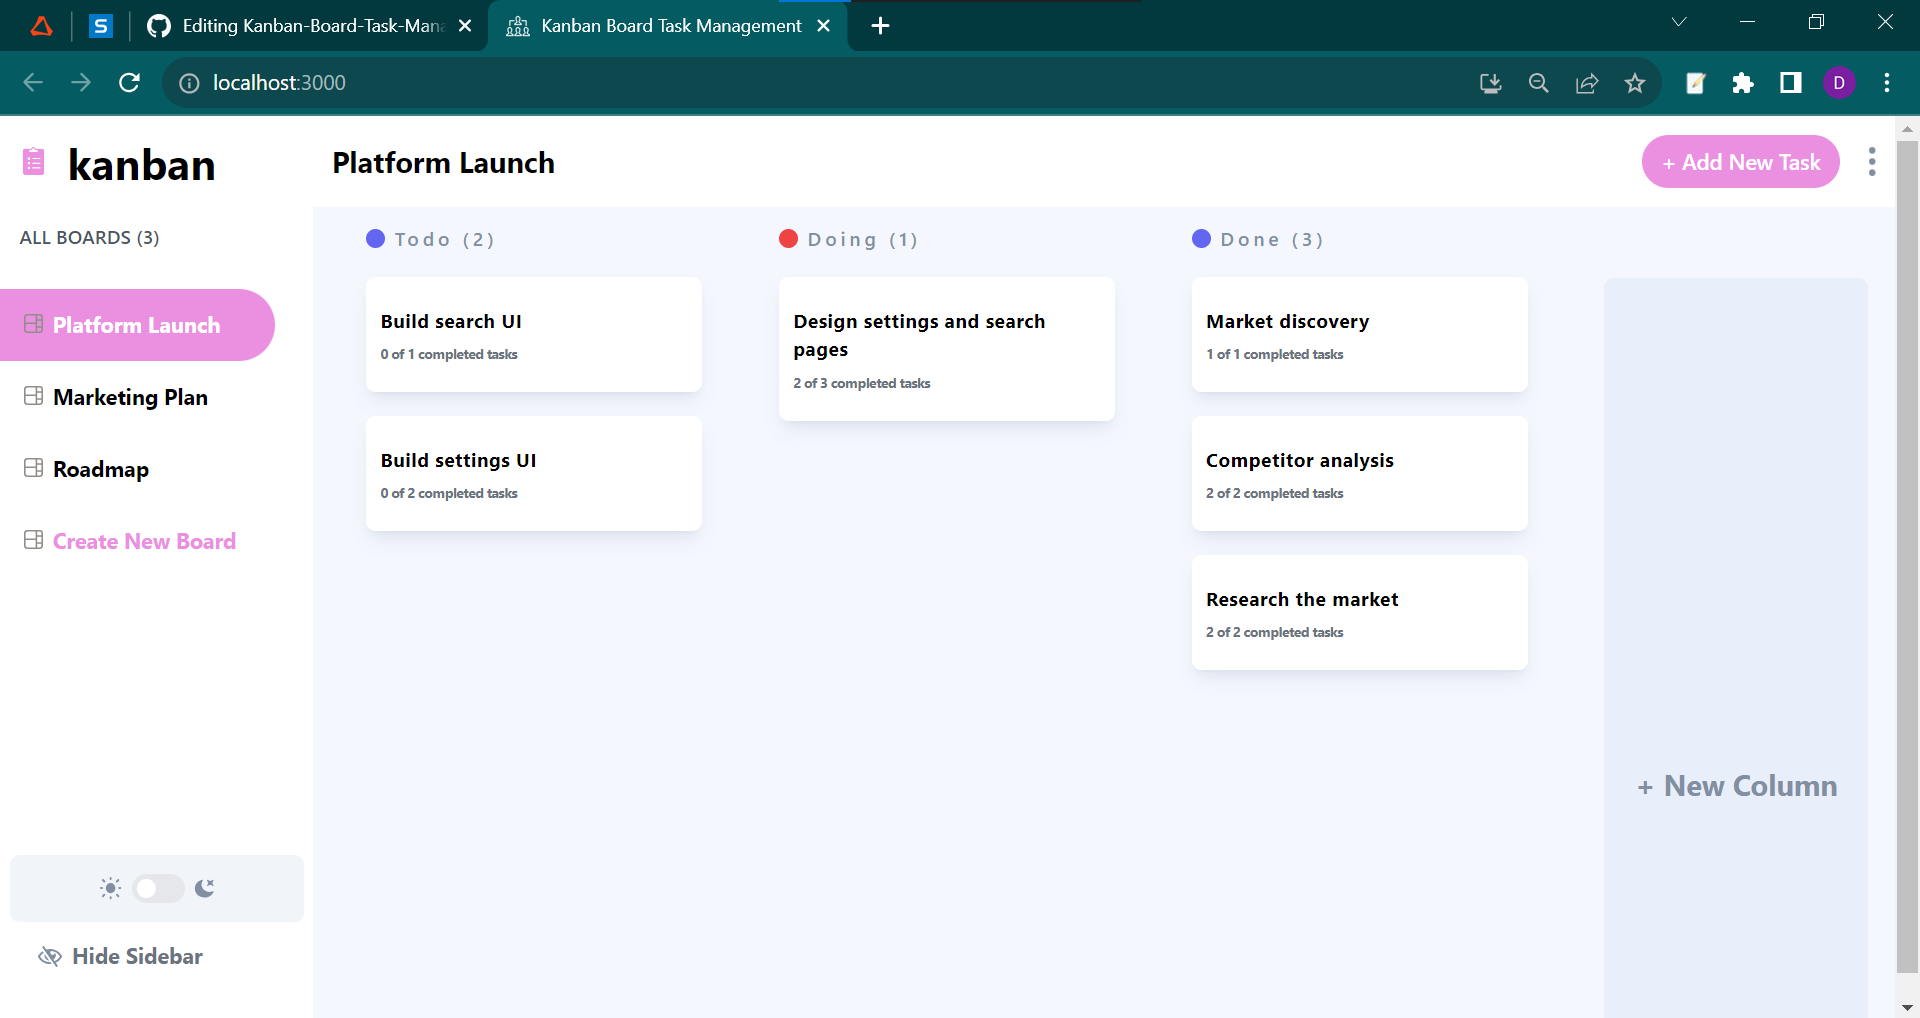 Editing Kanban-Board-Task-Mana
Kanban Board Task Management
localhost:3000
D
S
kanban
Platform Launch
+ Add New Task
ALL BOARDS (3)
Platform Launch
Marketing Plan
Roadmap
Create New Board
Hide Sidebar
Todo (2)
Build search UI
0 of 1 completed tasks
Build settings UI
0 of 2 completed tasks
Doing (1)
Design settings and search
pages
2 of 3 completed tasks
Done (3)
Market discovery
1 of 1 completed tasks
Competitor analysis
2 of 2 completed tasks
Research the market
2 of 2 completed tasks
+ New Column